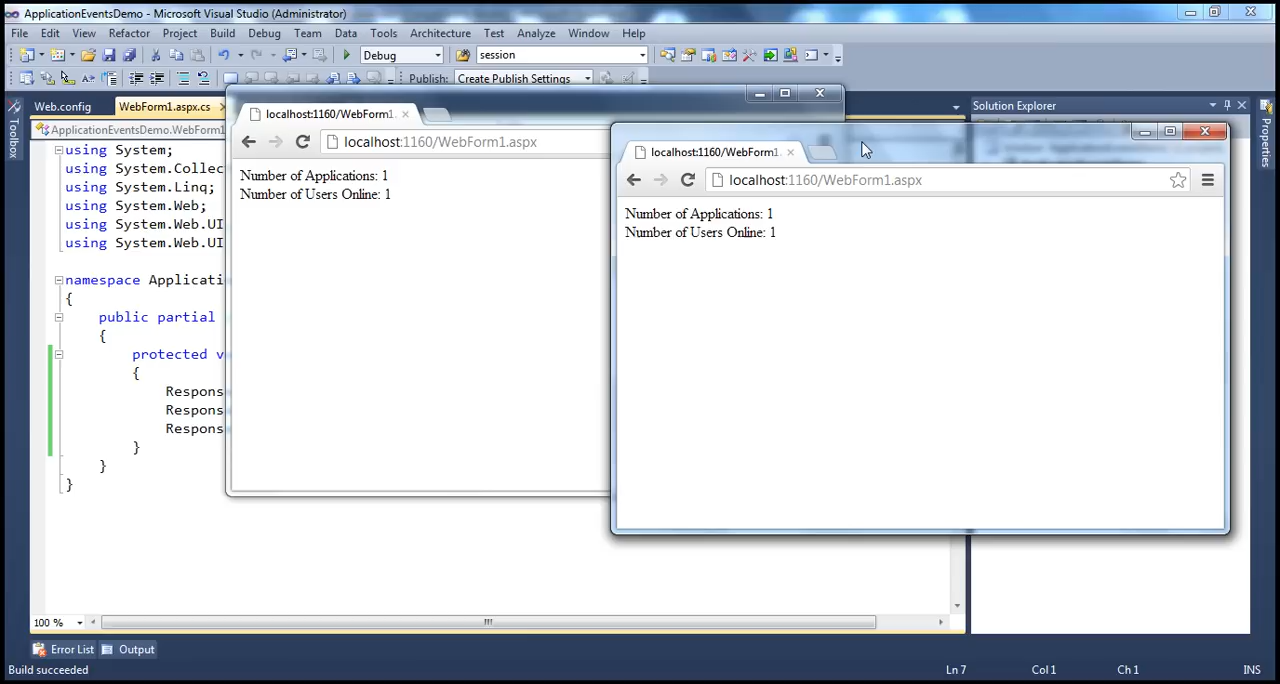 ApplicationEventsDemo - Microsoft Visual Studio (Administrator)
File Edit View Refactor Project Build Debug Team Data Tools Architecture Test Analyze Window Help
Debug session
Publish: Create Publish Settings
Web.config WebForm1.aspx.cs
Solution Explorer
Toolbox
Properties
ApplicationEventsDemo.WebForm1
using System;
using System.Collec
using System.Linq;
using System.Web;
using System.Web.UI
using System.Web.UI
namespace Applicati
{
public partial
{
protected v
{
Respons
Respons
Respons
}
}
}
localhost:1160/WebForm1.
localhost:1160/WebForm1.aspx
Number of Applications: 1
Number of Users Online: 1
localhost:1160/WebForm1.
localhost:1160/WebForm1.aspx
Number of Applications: 1
Number of Users Online: 1
100 %
Error List Output
Build succeeded Ln 7 Col 1 Ch 1 INS